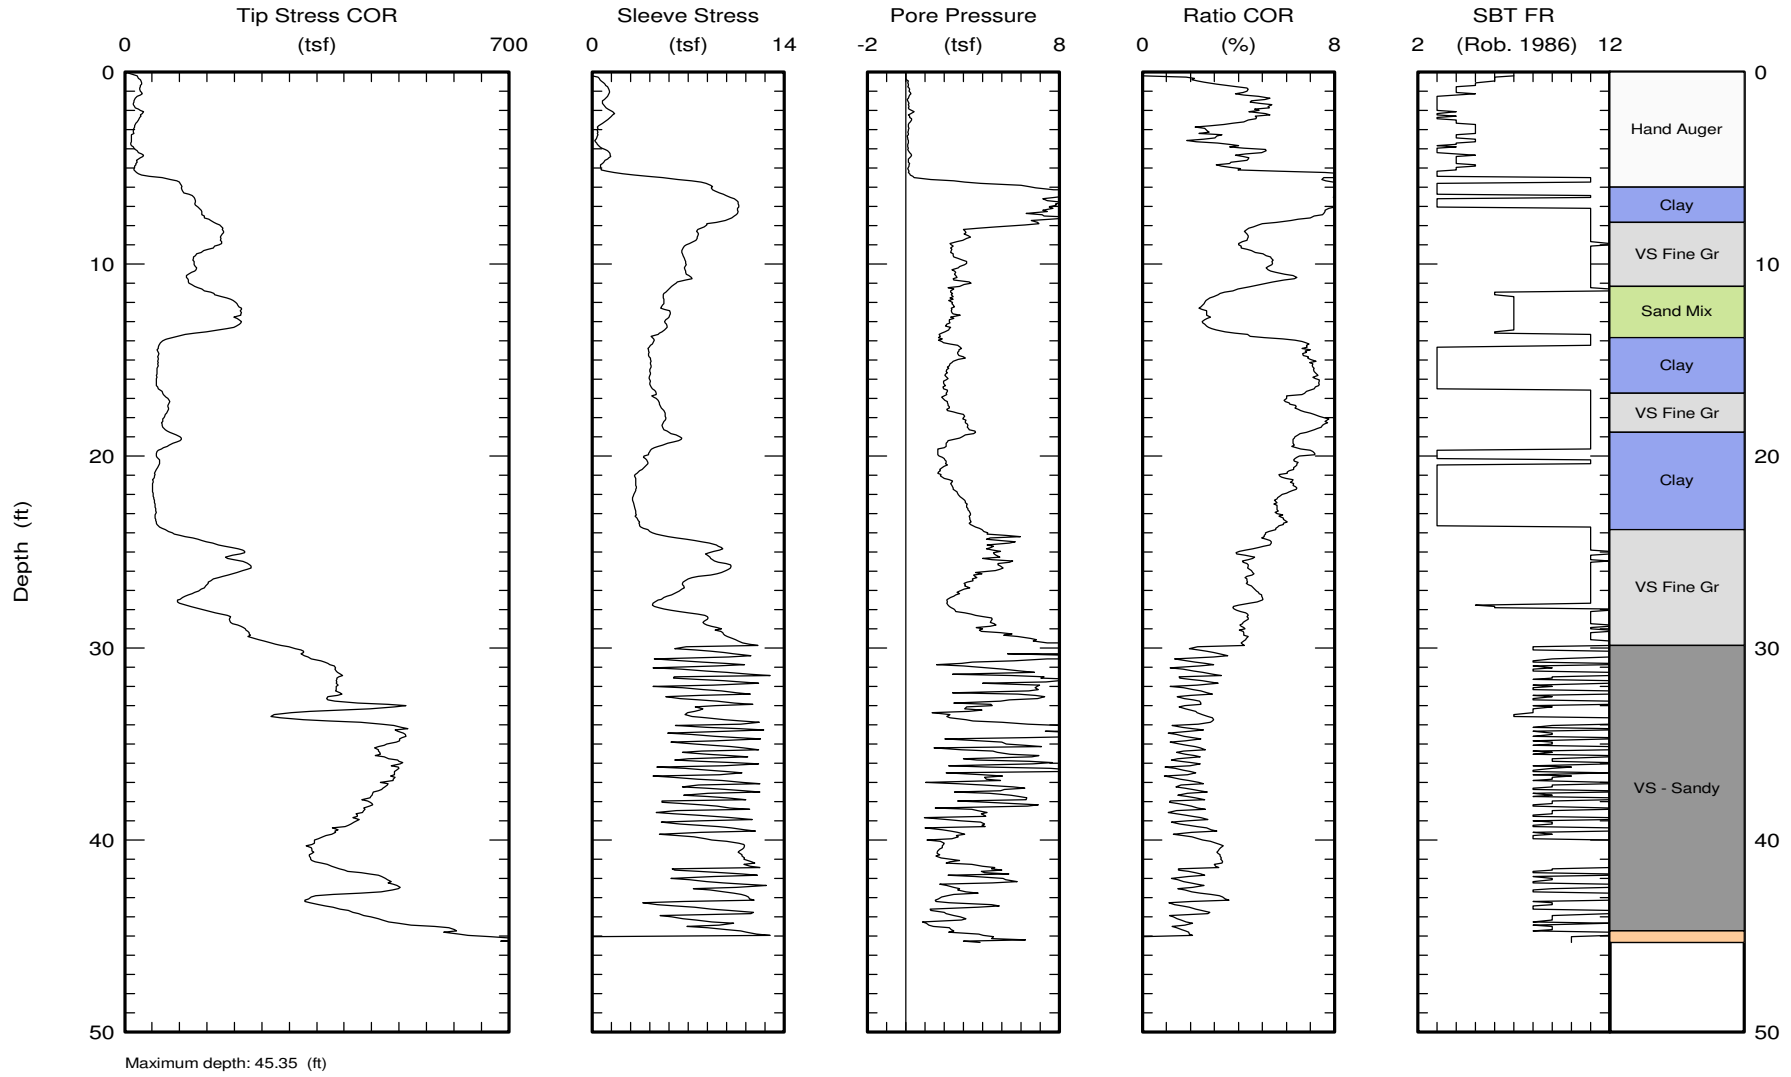 Tip Stress COR Sleeve Stress Pore Pressure Ratio COR SBT FR
0 (tsf) 700 0 (tsf) 14 -2 (tsf) 8 0 (%) 8 2 (Rob. 1986) 12
0 0
Hand Auger
Clay
VS Fine Gr
10 10
Sand Mix
Clay
VS Fine Gr
20 20
Clay
Depth (ft)
VS Fine Gr
30 30
VS - Sandy
40 40
50 50
Maximum depth: 45.35 (ft)